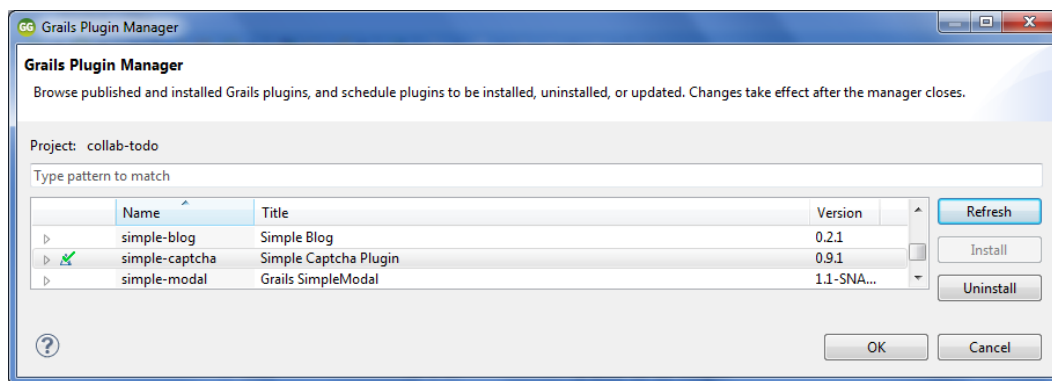 GG Grails Plugin Manager
Grails Plugin Manager
Browse published and installed Grails plugins, and schedule plugins to be installed, uninstalled, or updated. Changes take effect after the manager closes.
Project: collab-todo
Type pattern to match
Name Title Version
simple-blog Simple Blog 0.2.1
simple-captcha Simple Captcha Plugin 0.9.1
simple-modal Grails SimpleModal 1.1-SNA...
Refresh
Install
Uninstall
?
OK Cancel